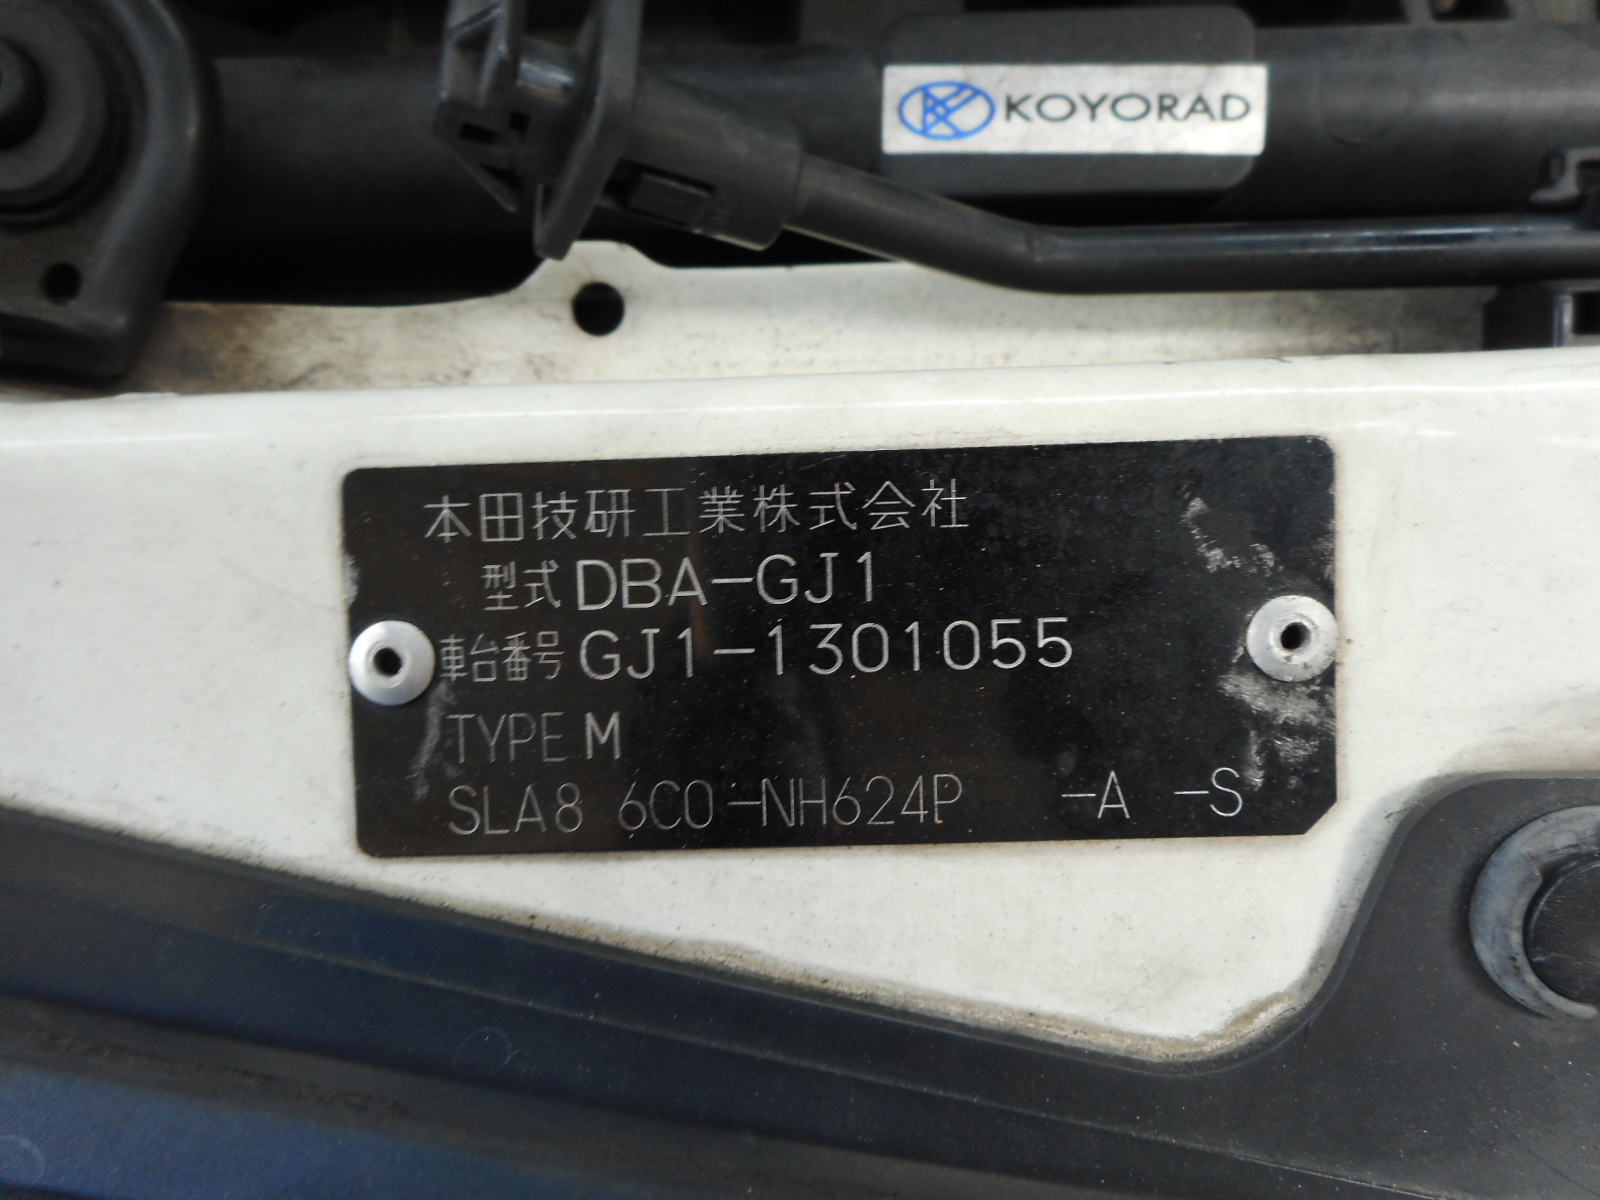 KOYORAD
本田技研工業株式会社
型式 DBA-GJ1
車台番号 GJ1-1301055
TYPE M
SLA8 6C0-NH624P -A -S